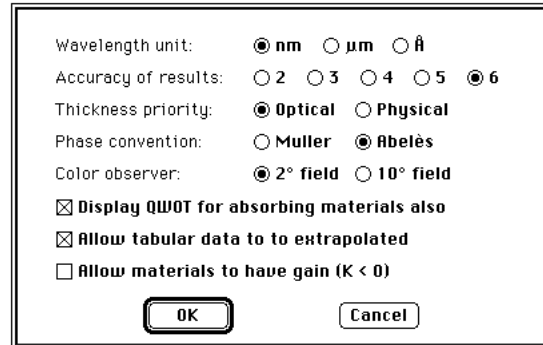 Wavelength unit: nm µm Å
Accuracy of results: 2 3 4 5 6
Thickness priority: Optical Physical
Phase convention: Muller Abelès
Color observer: 2° field 10° field
Display QWOT for absorbing materials also
Allow tabular data to to extrapolated
Allow materials to have gain (K < 0)
OK Cancel